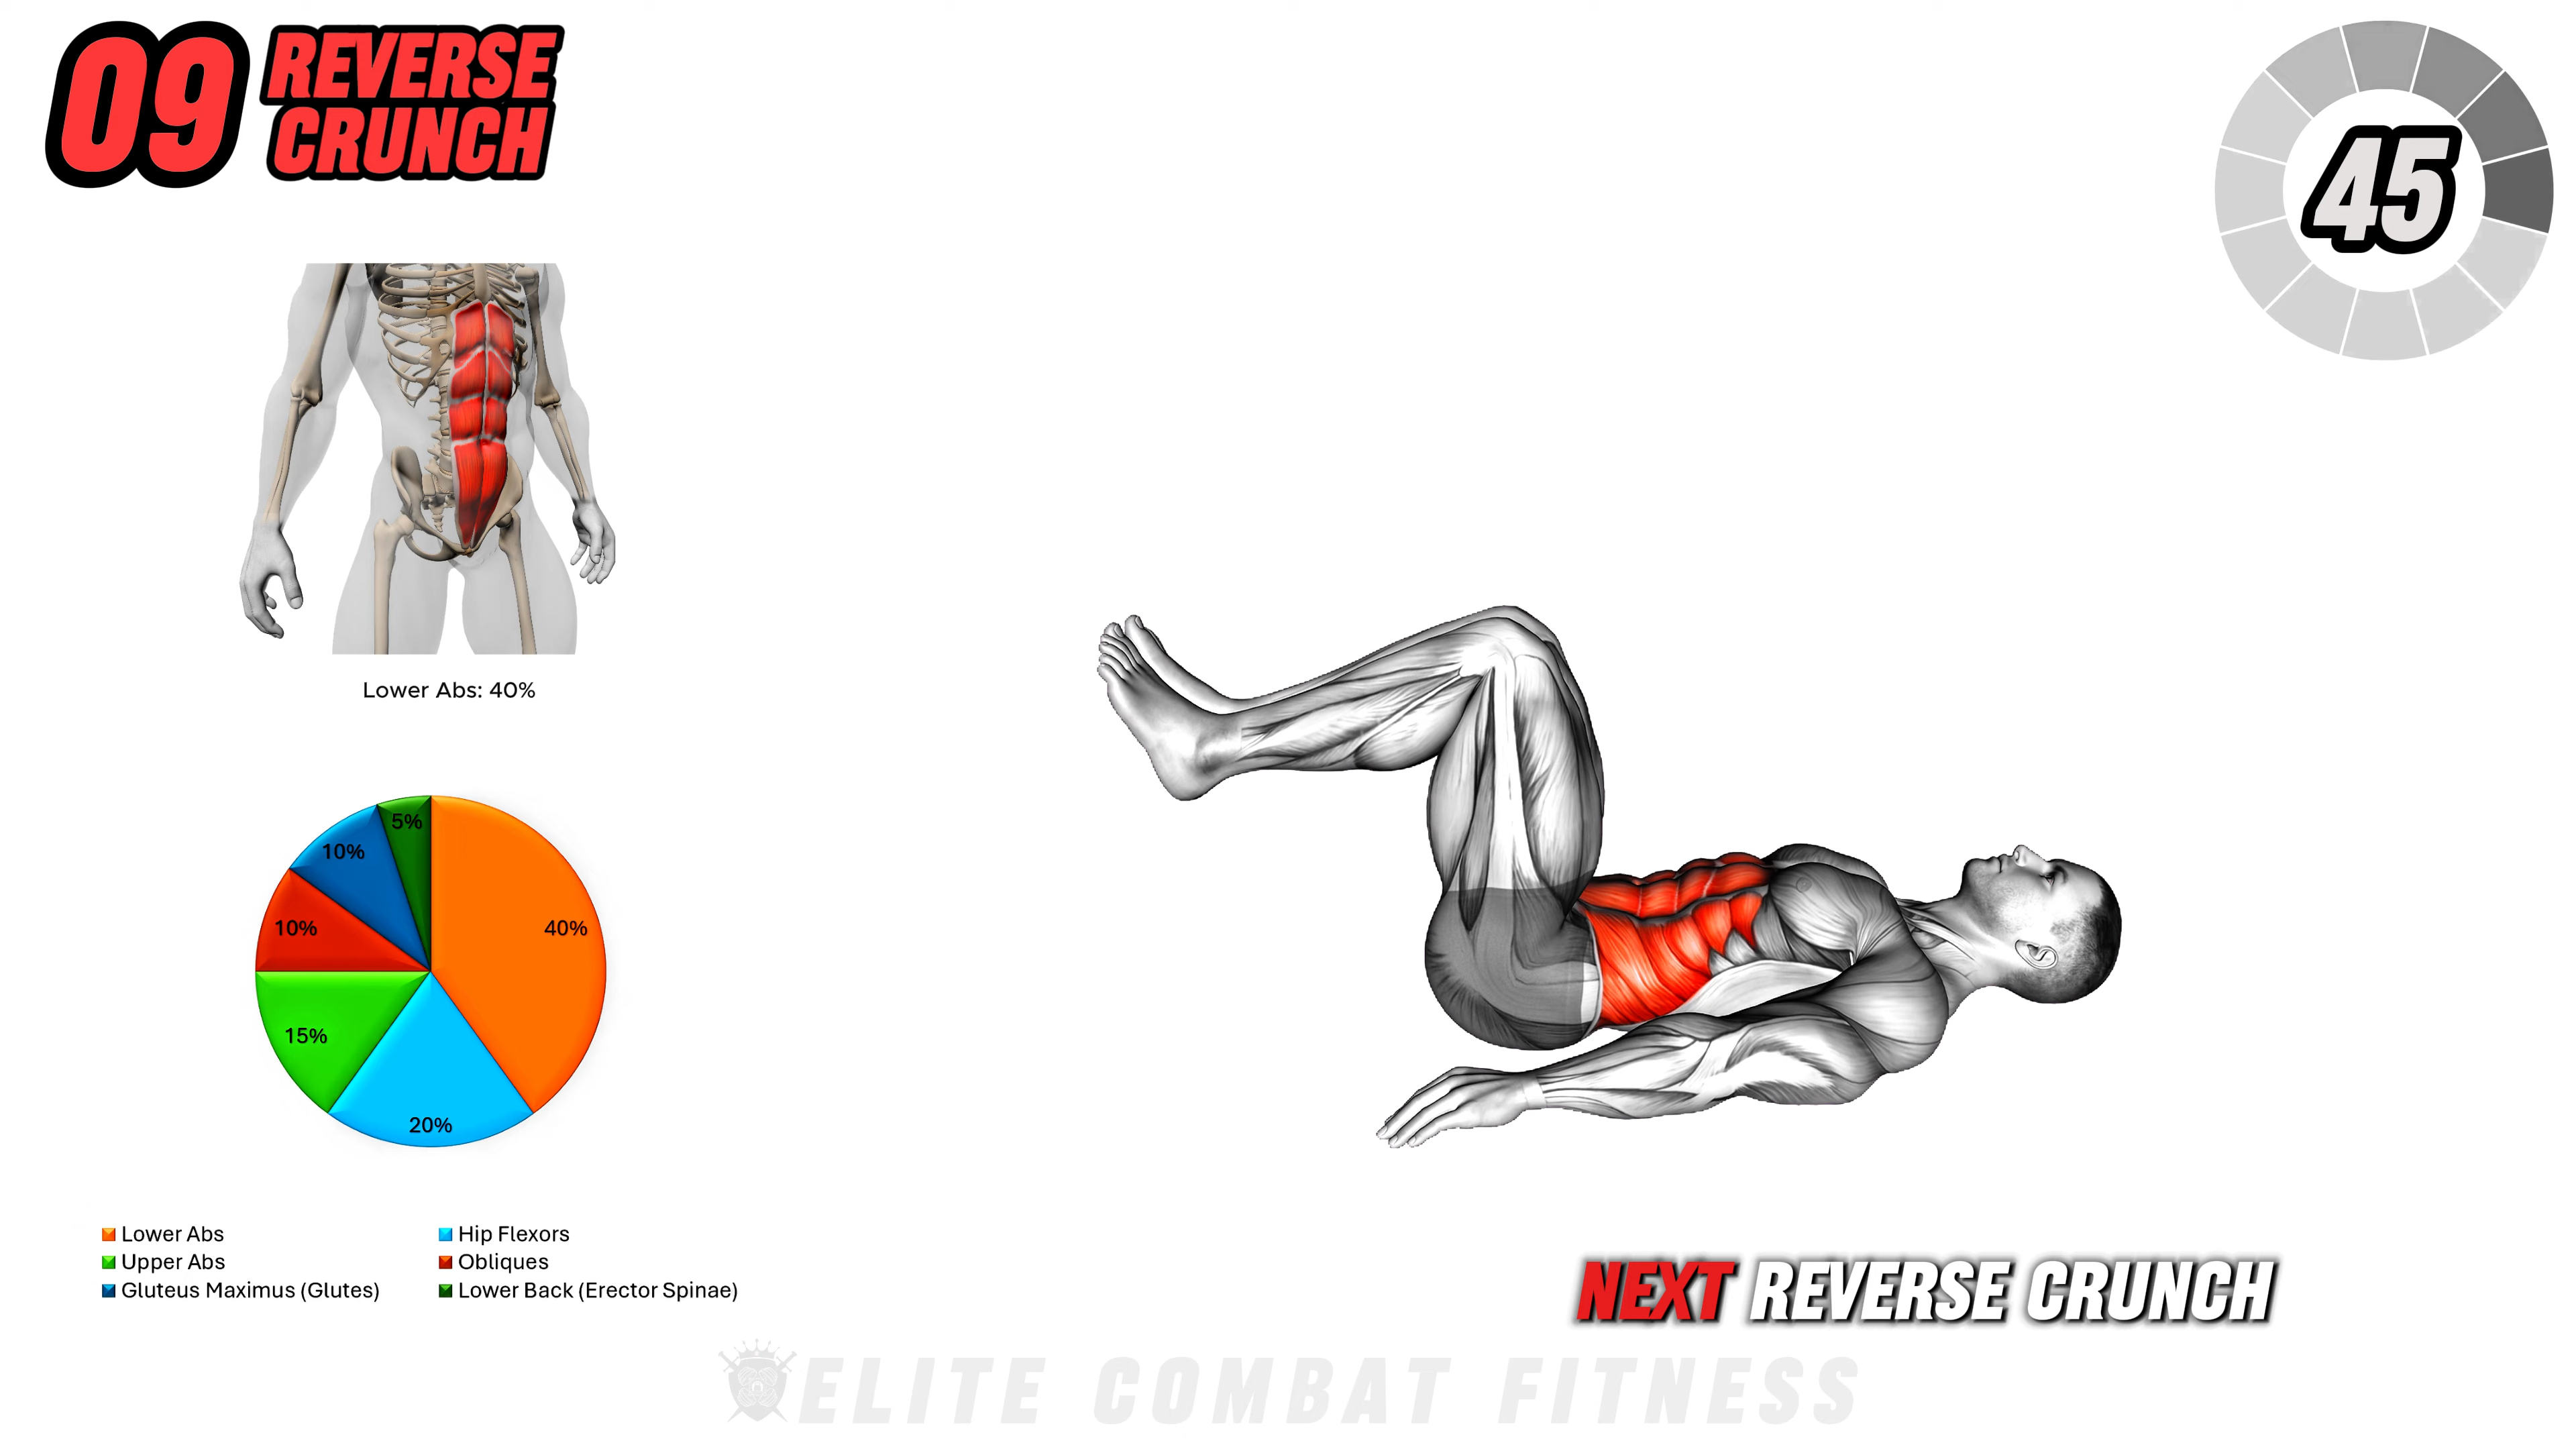 09
REVERSE
CRUNCH
45
Lower Abs: 40%
5%
10%
10%
40%
15%
20%
Lower Abs
Hip Flexors
Upper Abs
Obliques
Gluteus Maximus (Glutes)
Lower Back (Erector Spinae)
NEXT REVERSE CRUNCH
ELITE COMBAT FITNESS